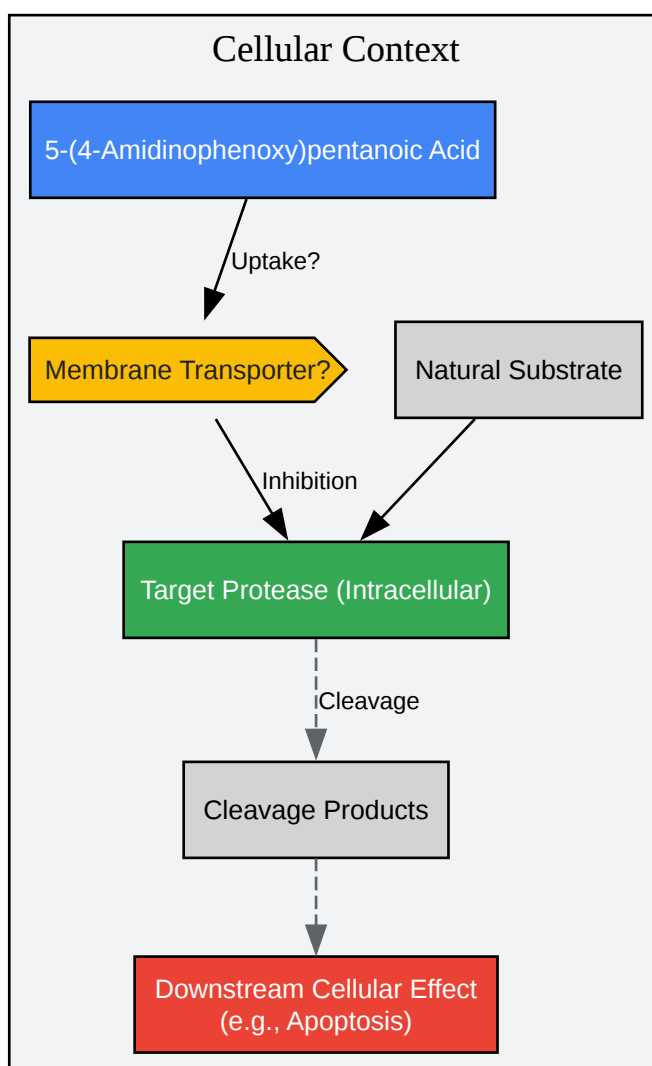 Cellular Context
5-(4-Amidinophenoxy)pentanoic Acid
Uptake?
Membrane Transporter?
Natural Substrate
Inhibition
Target Protease (Intracellular)
Cleavage
Cleavage Products
Downstream Cellular Effect
(e.g., Apoptosis)